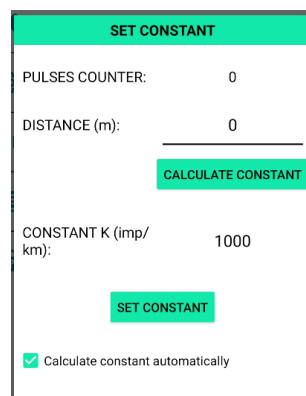 SET CONSTANT
PULSES COUNTER: 0
DISTANCE (m): 0
CALCULATE CONSTANT
CONSTANT K (imp/
km): 1000
SET CONSTANT
Calculate constant automatically